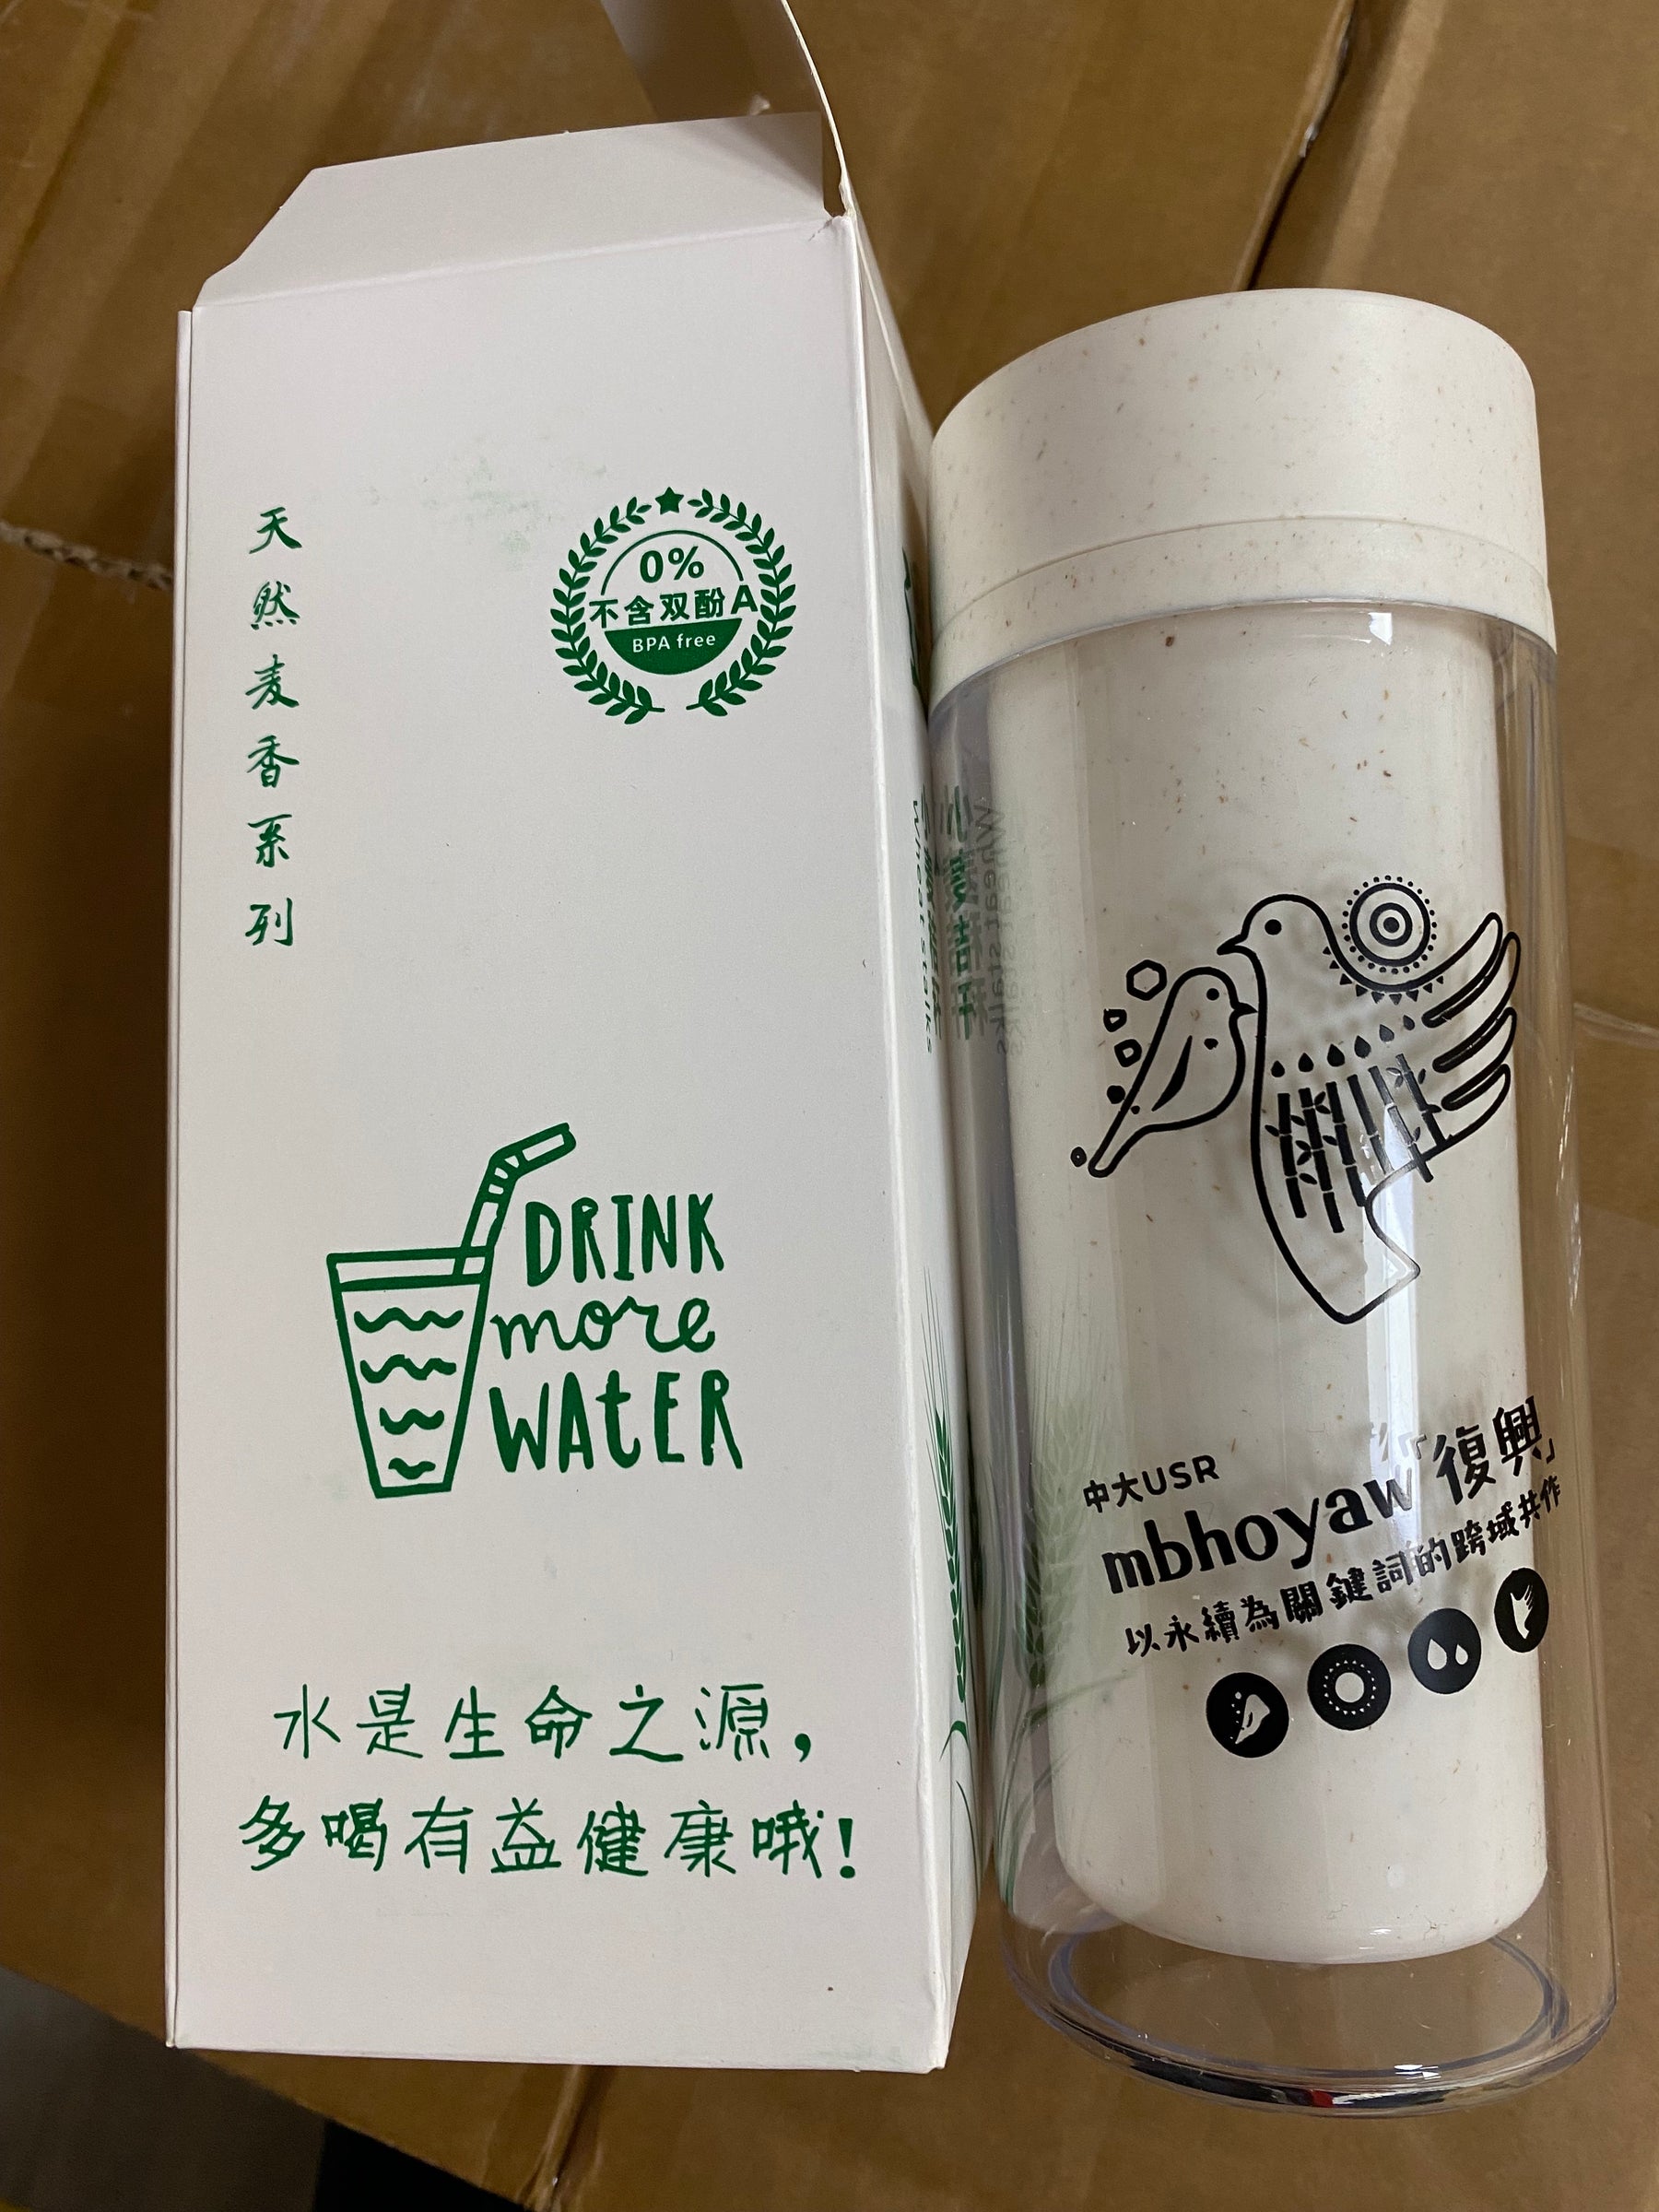 天然麦香系列
0%
不含双酚A
BPA free
DRINK
more
WAtER
水是生命之源，
多喝有益健康哦！
中大USR
mbhoyaw「復興」
以永續為關鍵詞的跨域共作